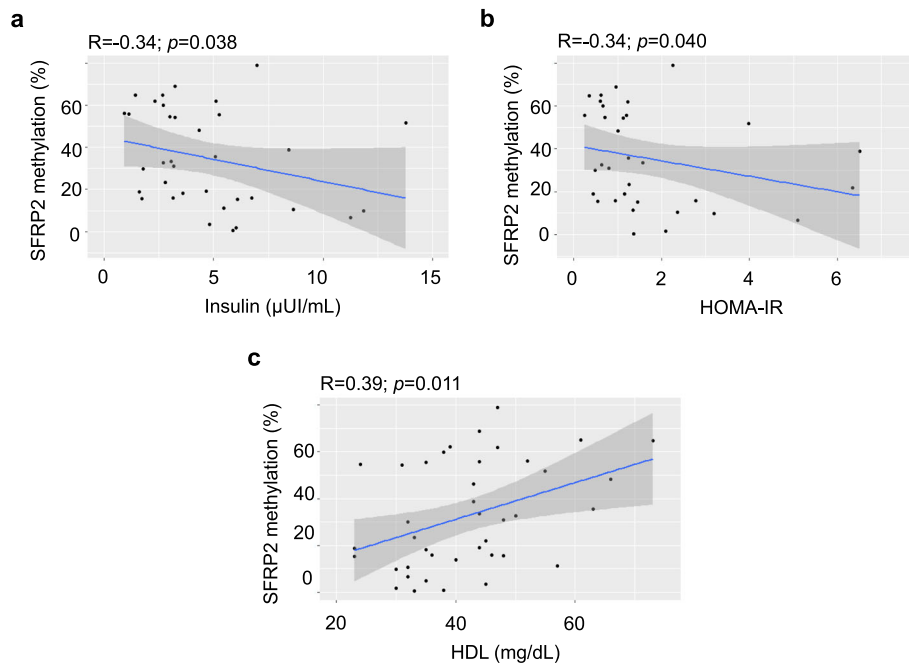 a
R=-0.34; p=0.038
SFRP2 methylation (%)
60
40
20
0
0 5 10 15
Insulin (µUI/mL)
b
R=-0.34; p=0.040
SFRP2 methylation (%)
60
40
20
0
0 2 4 6
HOMA-IR
c
R=0.39; p=0.011
SFRP2 methylation (%)
60
40
20
0
20 40 60
HDL (mg/dL)